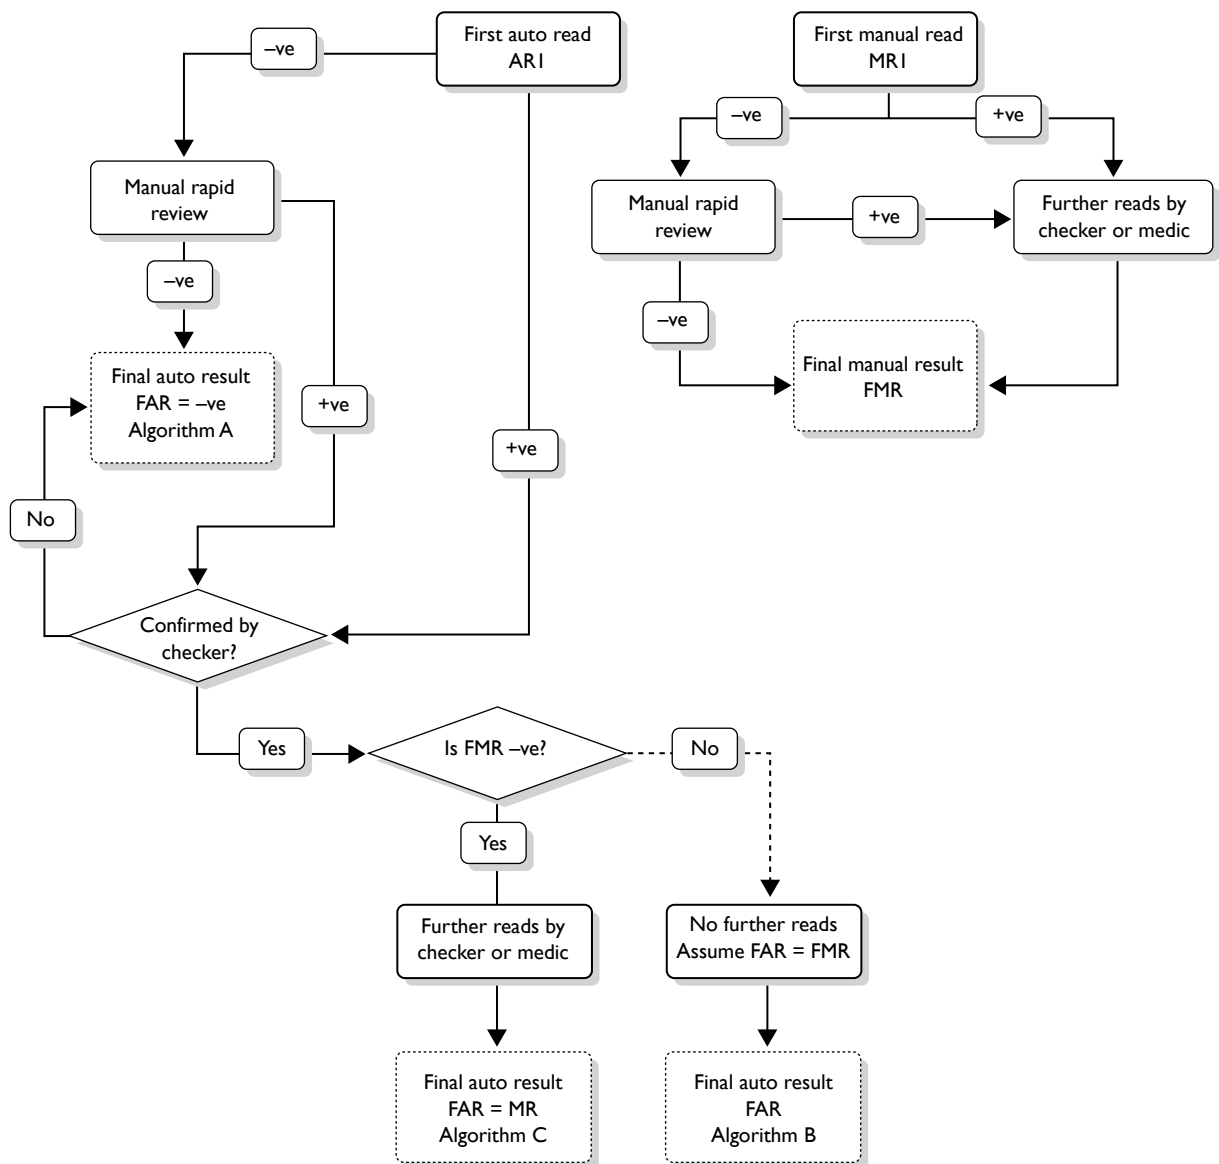 First auto read
AR1
–ve
First manual read
MR1
–ve
+ve
Manual rapid
review
–ve
+ve
Final auto result
FAR = –ve
Algorithm A
+ve
No
Manual rapid
review
+ve
Further reads by
checker or medic
–ve
Final manual result
FMR
Confirmed by
checker?
Yes
Is FMR –ve?
No
Yes
Further reads by
checker or medic
No further reads
Assume FAR = FMR
Final auto result
FAR = MR
Algorithm C
Final auto result
FAR
Algorithm B